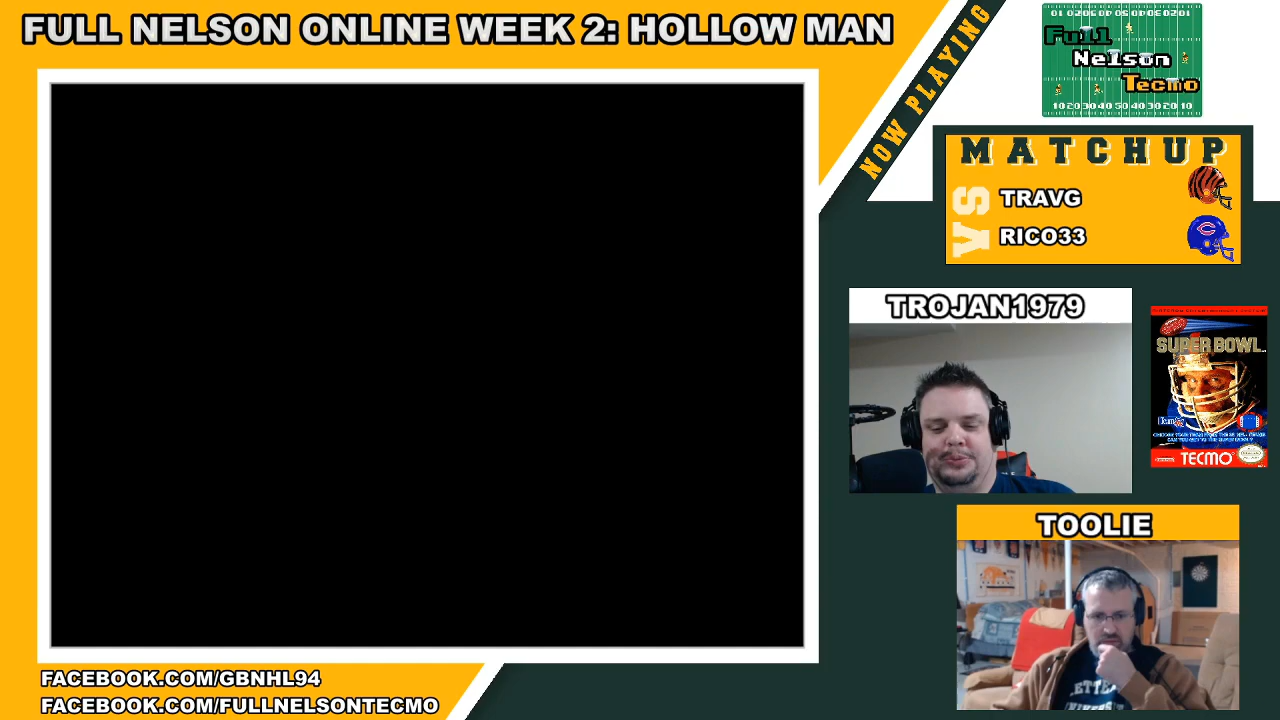 FULL NELSON ONLINE WEEK 2: HOLLOW MAN
NOW PLAYING
Full
Nelson
Tecmo
MATCHUP
VS
TRAVG
RICO33
TROJAN1979
SUPER BOWL
TECMO
TOOLIE
FACEBOOK.COM/GBNHL94
FACEBOOK.COM/FULLNELSONTECMO